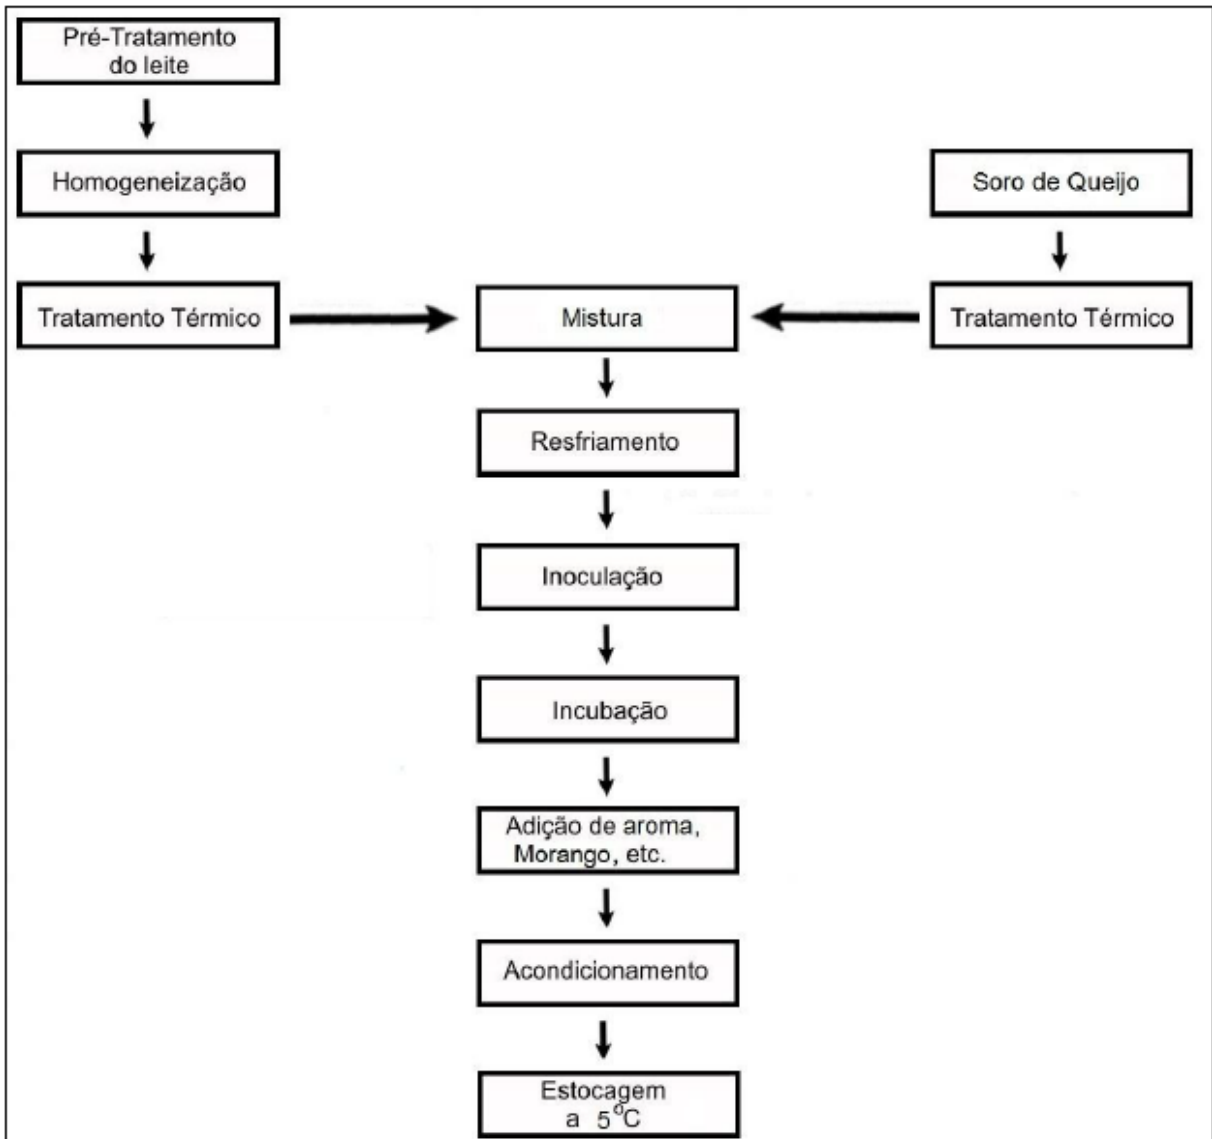 Pré-Tratamento
do leite
Homogeneização
Tratamento Térmico
Soro de Queijo
Tratamento Térmico
Mistura
Resfriamento
Inoculação
Incubação
Adição de aroma,
Morango, etc.
Acondicionamento
Estocagem
a 5°C